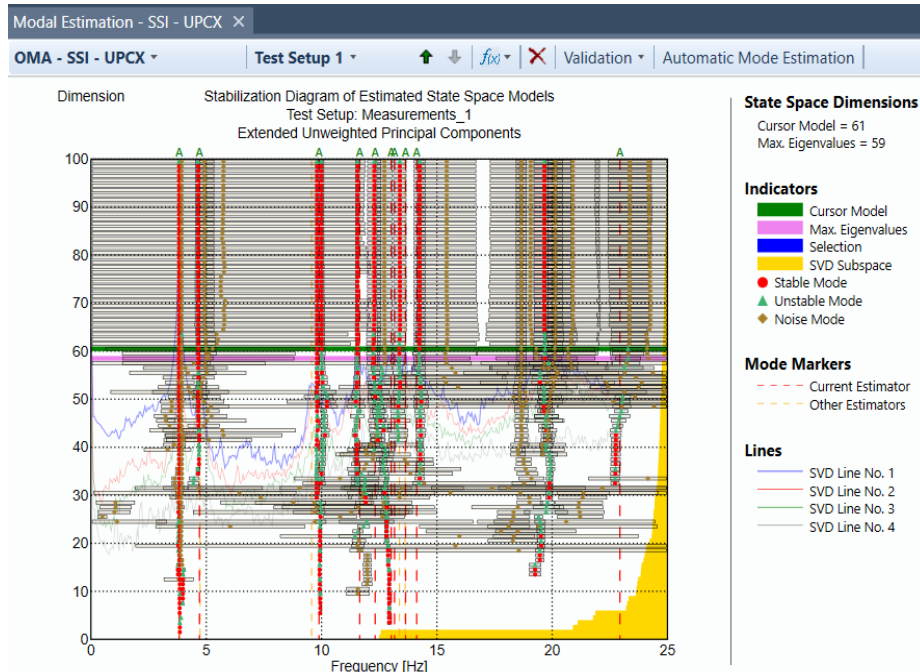 Modal Estimation - SSI - UPCX ×
OMA - SSI - UPCX
Test Setup 1
f(x)
Validation
Automatic Mode Estimation
Dimension
Stabilization Diagram of Estimated State Space Models
Test Setup: Measurements_1
Extended Unweighted Principal Components
A A A A A A A A A A
100
90
80
70
60
50
40
30
20
10
0
0 5 10 15 20 25
Frequency [Hz]
State Space Dimensions
Cursor Model = 61
Max. Eigenvalues = 59
Indicators
Cursor Model
Max. Eigenvalues
Selection
SVD Subspace
Stable Mode
Unstable Mode
Noise Mode
Mode Markers
Current Estimator
Other Estimators
Lines
SVD Line No. 1
SVD Line No. 2
SVD Line No. 3
SVD Line No. 4